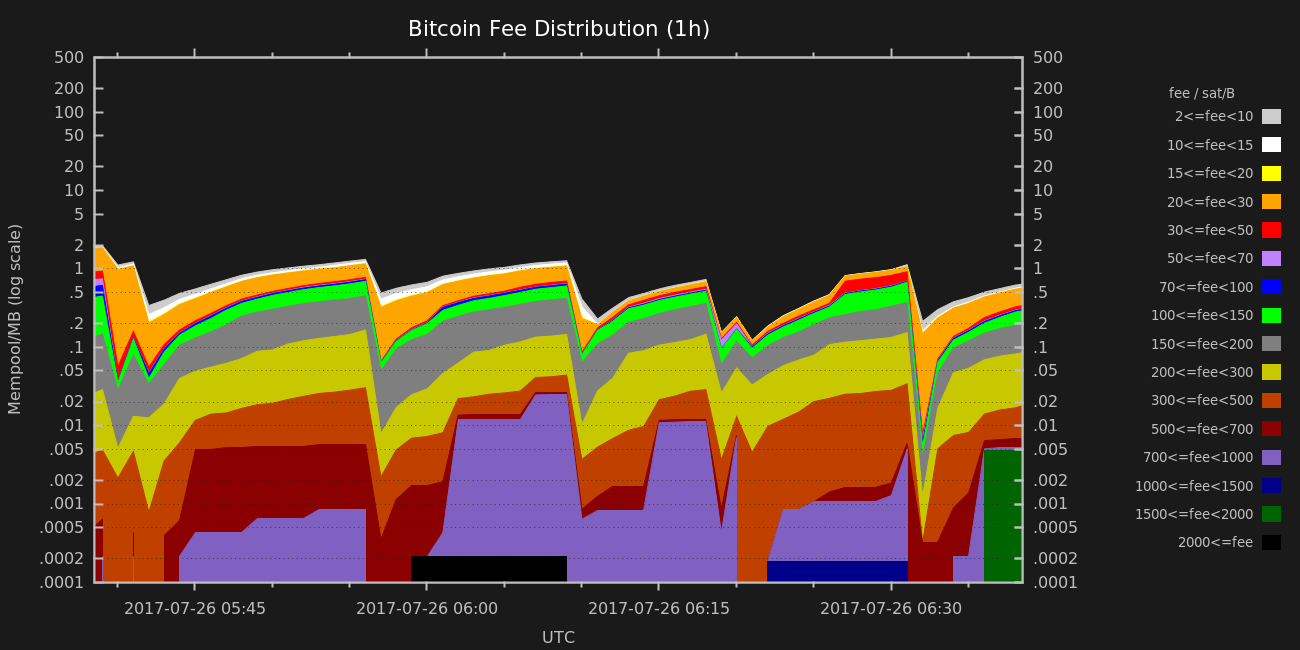 Bitcoin Fee Distribution (1h)
Mempool/MB (log scale)
500
200
100
50
20
10
5
2
1
.5
.2
.1
.05
.02
.01
.005
.002
.001
.0005
.0002
.0001
500
200
100
50
20
10
5
2
1
.5
.2
.1
.05
.02
.01
.005
.002
.001
.0005
.0002
.0001
2017-07-26 05:45
2017-07-26 06:00
2017-07-26 06:15
2017-07-26 06:30
UTC
fee / sat/B
2<=fee<10
10<=fee<15
15<=fee<20
20<=fee<30
30<=fee<50
50<=fee<70
70<=fee<100
100<=fee<150
150<=fee<200
200<=fee<300
300<=fee<500
500<=fee<700
700<=fee<1000
1000<=fee<1500
1500<=fee<2000
2000<=fee